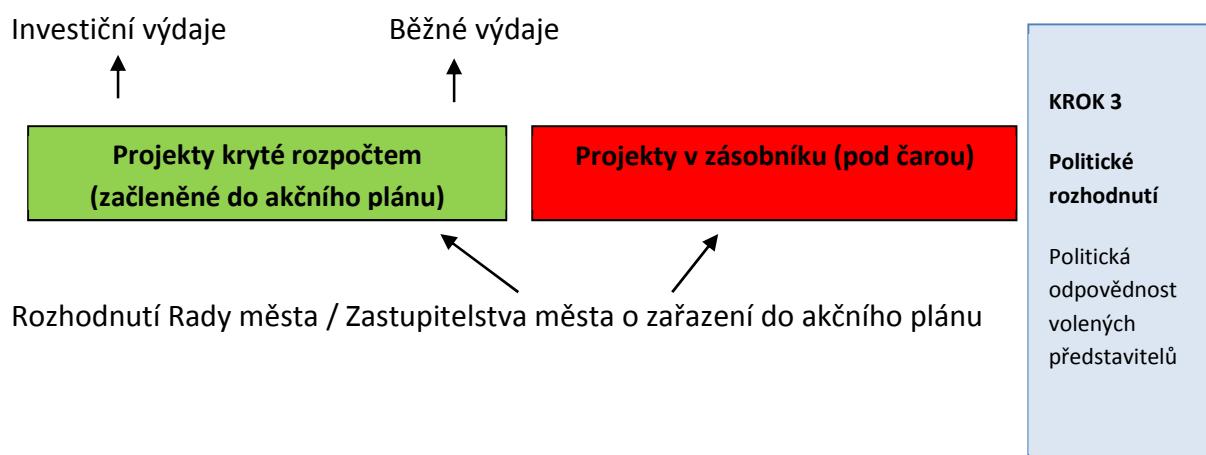 Investiční výdaje
Běžné výdaje
Projekty kryté rozpočtem
(začleněné do akčního plánu)
Projekty v zásobníku (pod čarou)
Rozhodnutí Rady města / Zastupitelstva města o zařazení do akčního plánu
KROK 3
Politické
rozhodnutí
Politická
odpovědnost
volených
představitelů